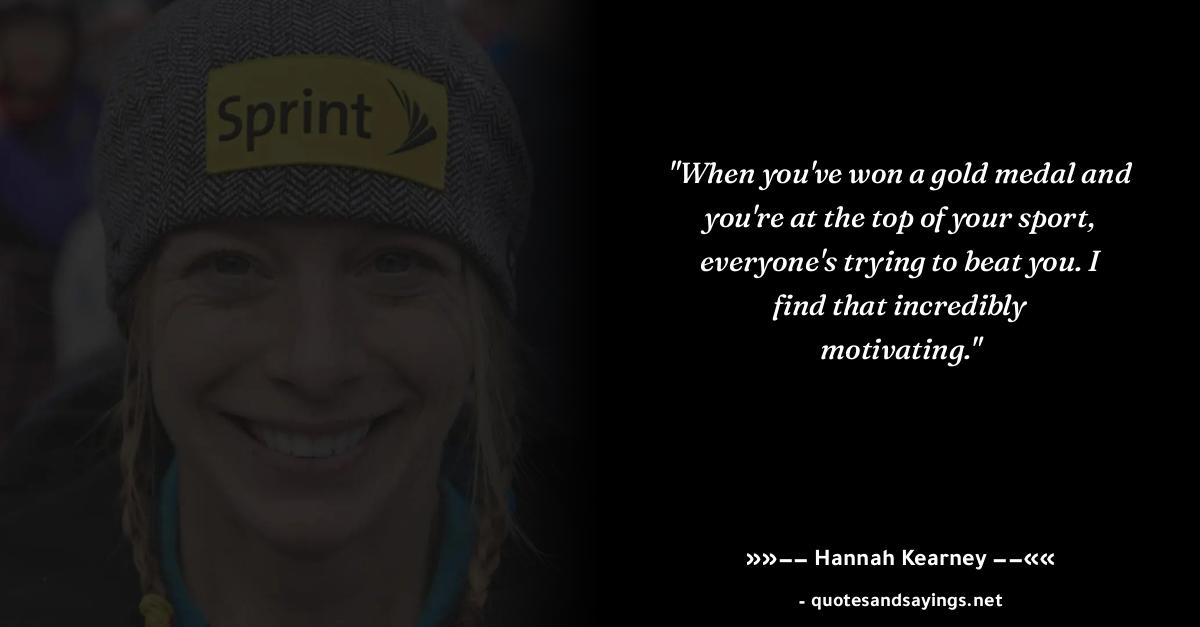 Sprint
"When you've won a gold medal and
you're at the top of your sport,
everyone's trying to beat you. I
find that incredibly
motivating."
»»–– Hannah Kearney ––««
- quotesandsayings.net